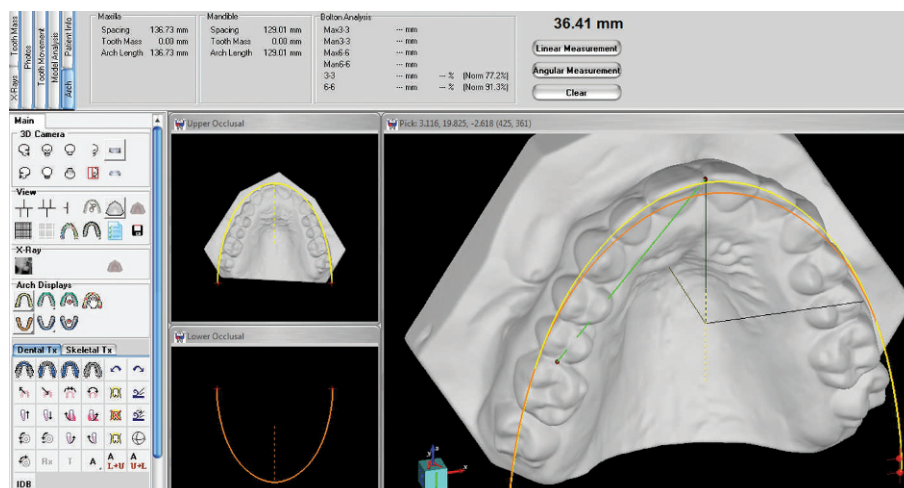 X-Rays
Tooth Mass
Photos
Tooth Movement
Model Analysis
Patient Info
Arch
Maxilla
Spacing 136.73 mm
Tooth Mass 0.00 mm
Arch Length 136.73 mm
Mandible
Spacing 129.01 mm
Tooth Mass 0.00 mm
Arch Length 129.01 mm
Bolton Analysis
Max3-3 --- mm
Man3-3 --- mm
Max6-6 --- mm
Man6-6 --- mm
3-3 --- mm -- % (Norm 77.2%)
6-6 --- mm -- % (Norm 91.3%)
36.41 mm
Linear Measurement
Angular Measurement
Clear
Main
3D Camera
View
X-Ray
Arch Displays
Dental Tx Skeletal Tx
Rx T A A L→U A U→L
IDB
Upper Occlusal
Lower Occlusal
Pick: 3.116, 19.825, -2.618 (425, 361)
y z x